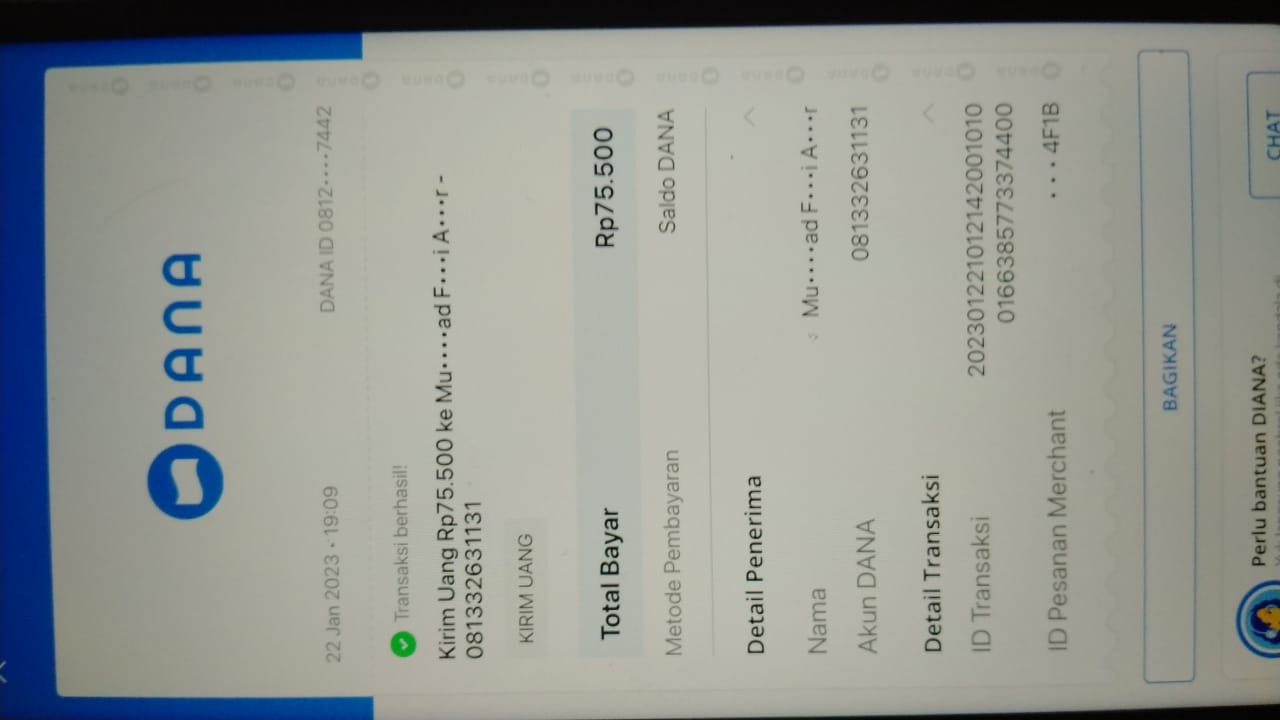 DANA
22 Jan 2023 • 19:09 DANA ID 0812••••7442
Transaksi berhasil!
Kirim Uang Rp75.500 ke Mu••••ad F•••i A•••r -
081332631131
KIRIM UANG
Total Bayar Rp75.500
Metode Pembayaran Saldo DANA
Detail Penerima
Nama Mu••••ad F•••i A•••r
Akun DANA 081332631131
Detail Transaksi
ID Transaksi 2023012210121420010100166385773374400
ID Pesanan Merchant • • • 4F1B
BAGIKAN
Perlu bantuan DIANA?
CHAT